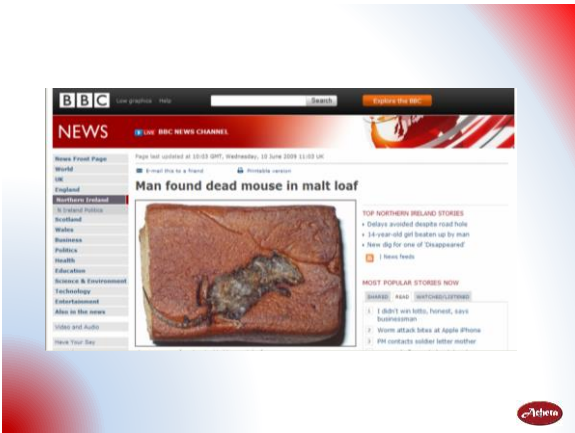 BBC
Low graphics Help
Search
Explore the BBC
NEWS
LIVE BBC NEWS CHANNEL
Page last updated at 10:03 GMT, Wednesday, 10 June 2009 11:03 UK
E-mail this to a friend
Printable version
Man found dead mouse in malt loaf
News Front Page
World
UK
England
Northern Ireland
N Ireland Politics
Scotland
Wales
Business
Politics
Health
Education
Science & Environment
Technology
Entertainment
Also in the news
Video and Audio
Have Your Say
TOP NORTHERN IRELAND STORIES
Delays avoided despite road hole
14-year-old girl beaten up by man
New dig for one of 'Disappeared'
| News feeds
MOST POPULAR STORIES NOW
SHARED READ WATCHED/LISTENED
1 I didn't win lotto, honest, says
businessman
2 Worm attack bites at Apple iPhone
3 PM contacts soldier letter mother
Achera